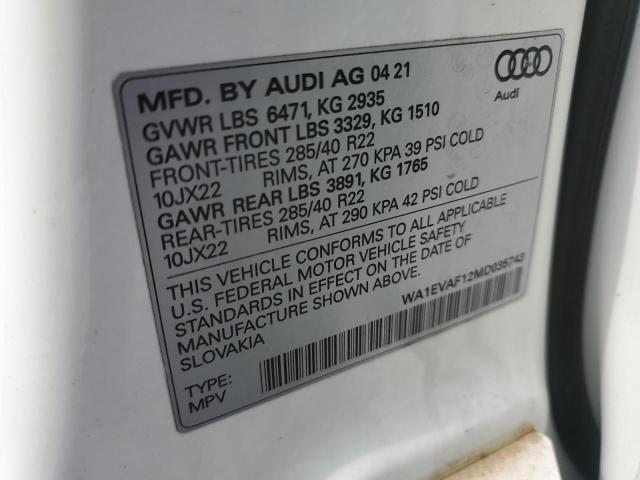 MFD. BY AUDI AG 04 21
Audi
GVWR LBS 6471, KG 2935
GAWR FRONT LBS 3329, KG 1510
FRONT-TIRES 285/40 R22
10JX22 RIMS, AT 270 KPA 39 PSI COLD
GAWR REAR LBS 3891, KG 1765
REAR-TIRES 285/40 R22
10JX22 RIMS, AT 290 KPA 42 PSI COLD
THIS VEHICLE CONFORMS TO ALL APPLICABLE
U.S. FEDERAL MOTOR VEHICLE SAFETY
STANDARDS IN EFFECT ON THE DATE OF
MANUFACTURE SHOWN ABOVE.
SLOVAKIA
WA1EVAF12MD035743
TYPE:
MPV